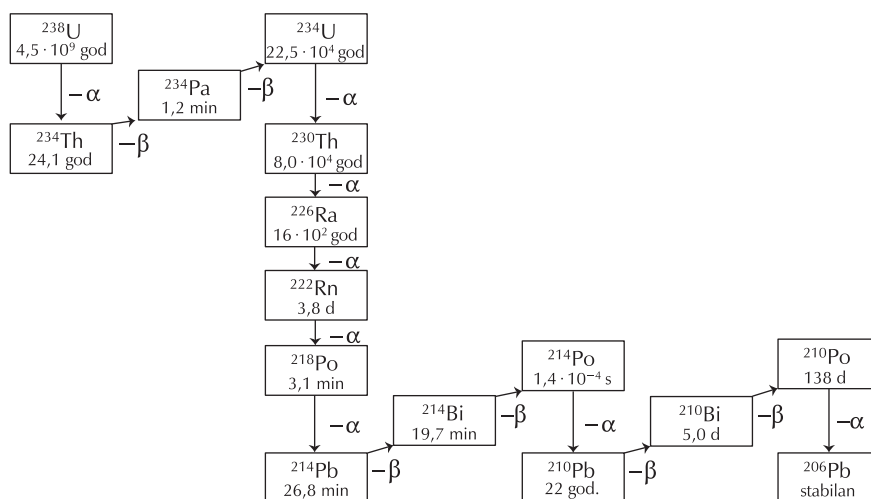 ²³⁸U
4,5 · 10⁹ god
²³⁴U
22,5 · 10⁴ god
²³⁴Pa
1,2 min
–α
–β
–α
²³⁴Th
24,1 god
–β
²³⁰Th
8,0 · 10⁴ god
–α
²²⁶Ra
16 · 10² god
–α
²²²Rn
3,8 d
–α
²¹⁸Po
3,1 min
²¹⁴Po
1,4 · 10⁻⁴ s
²¹⁰Po
138 d
–α
²¹⁴Bi
19,7 min
–β
–α
²¹⁰Bi
5,0 d
–β
–α
²¹⁴Pb
26,8 min
–β
²¹⁰Pb
22 god.
–β
²⁰⁶Pb
stabilan